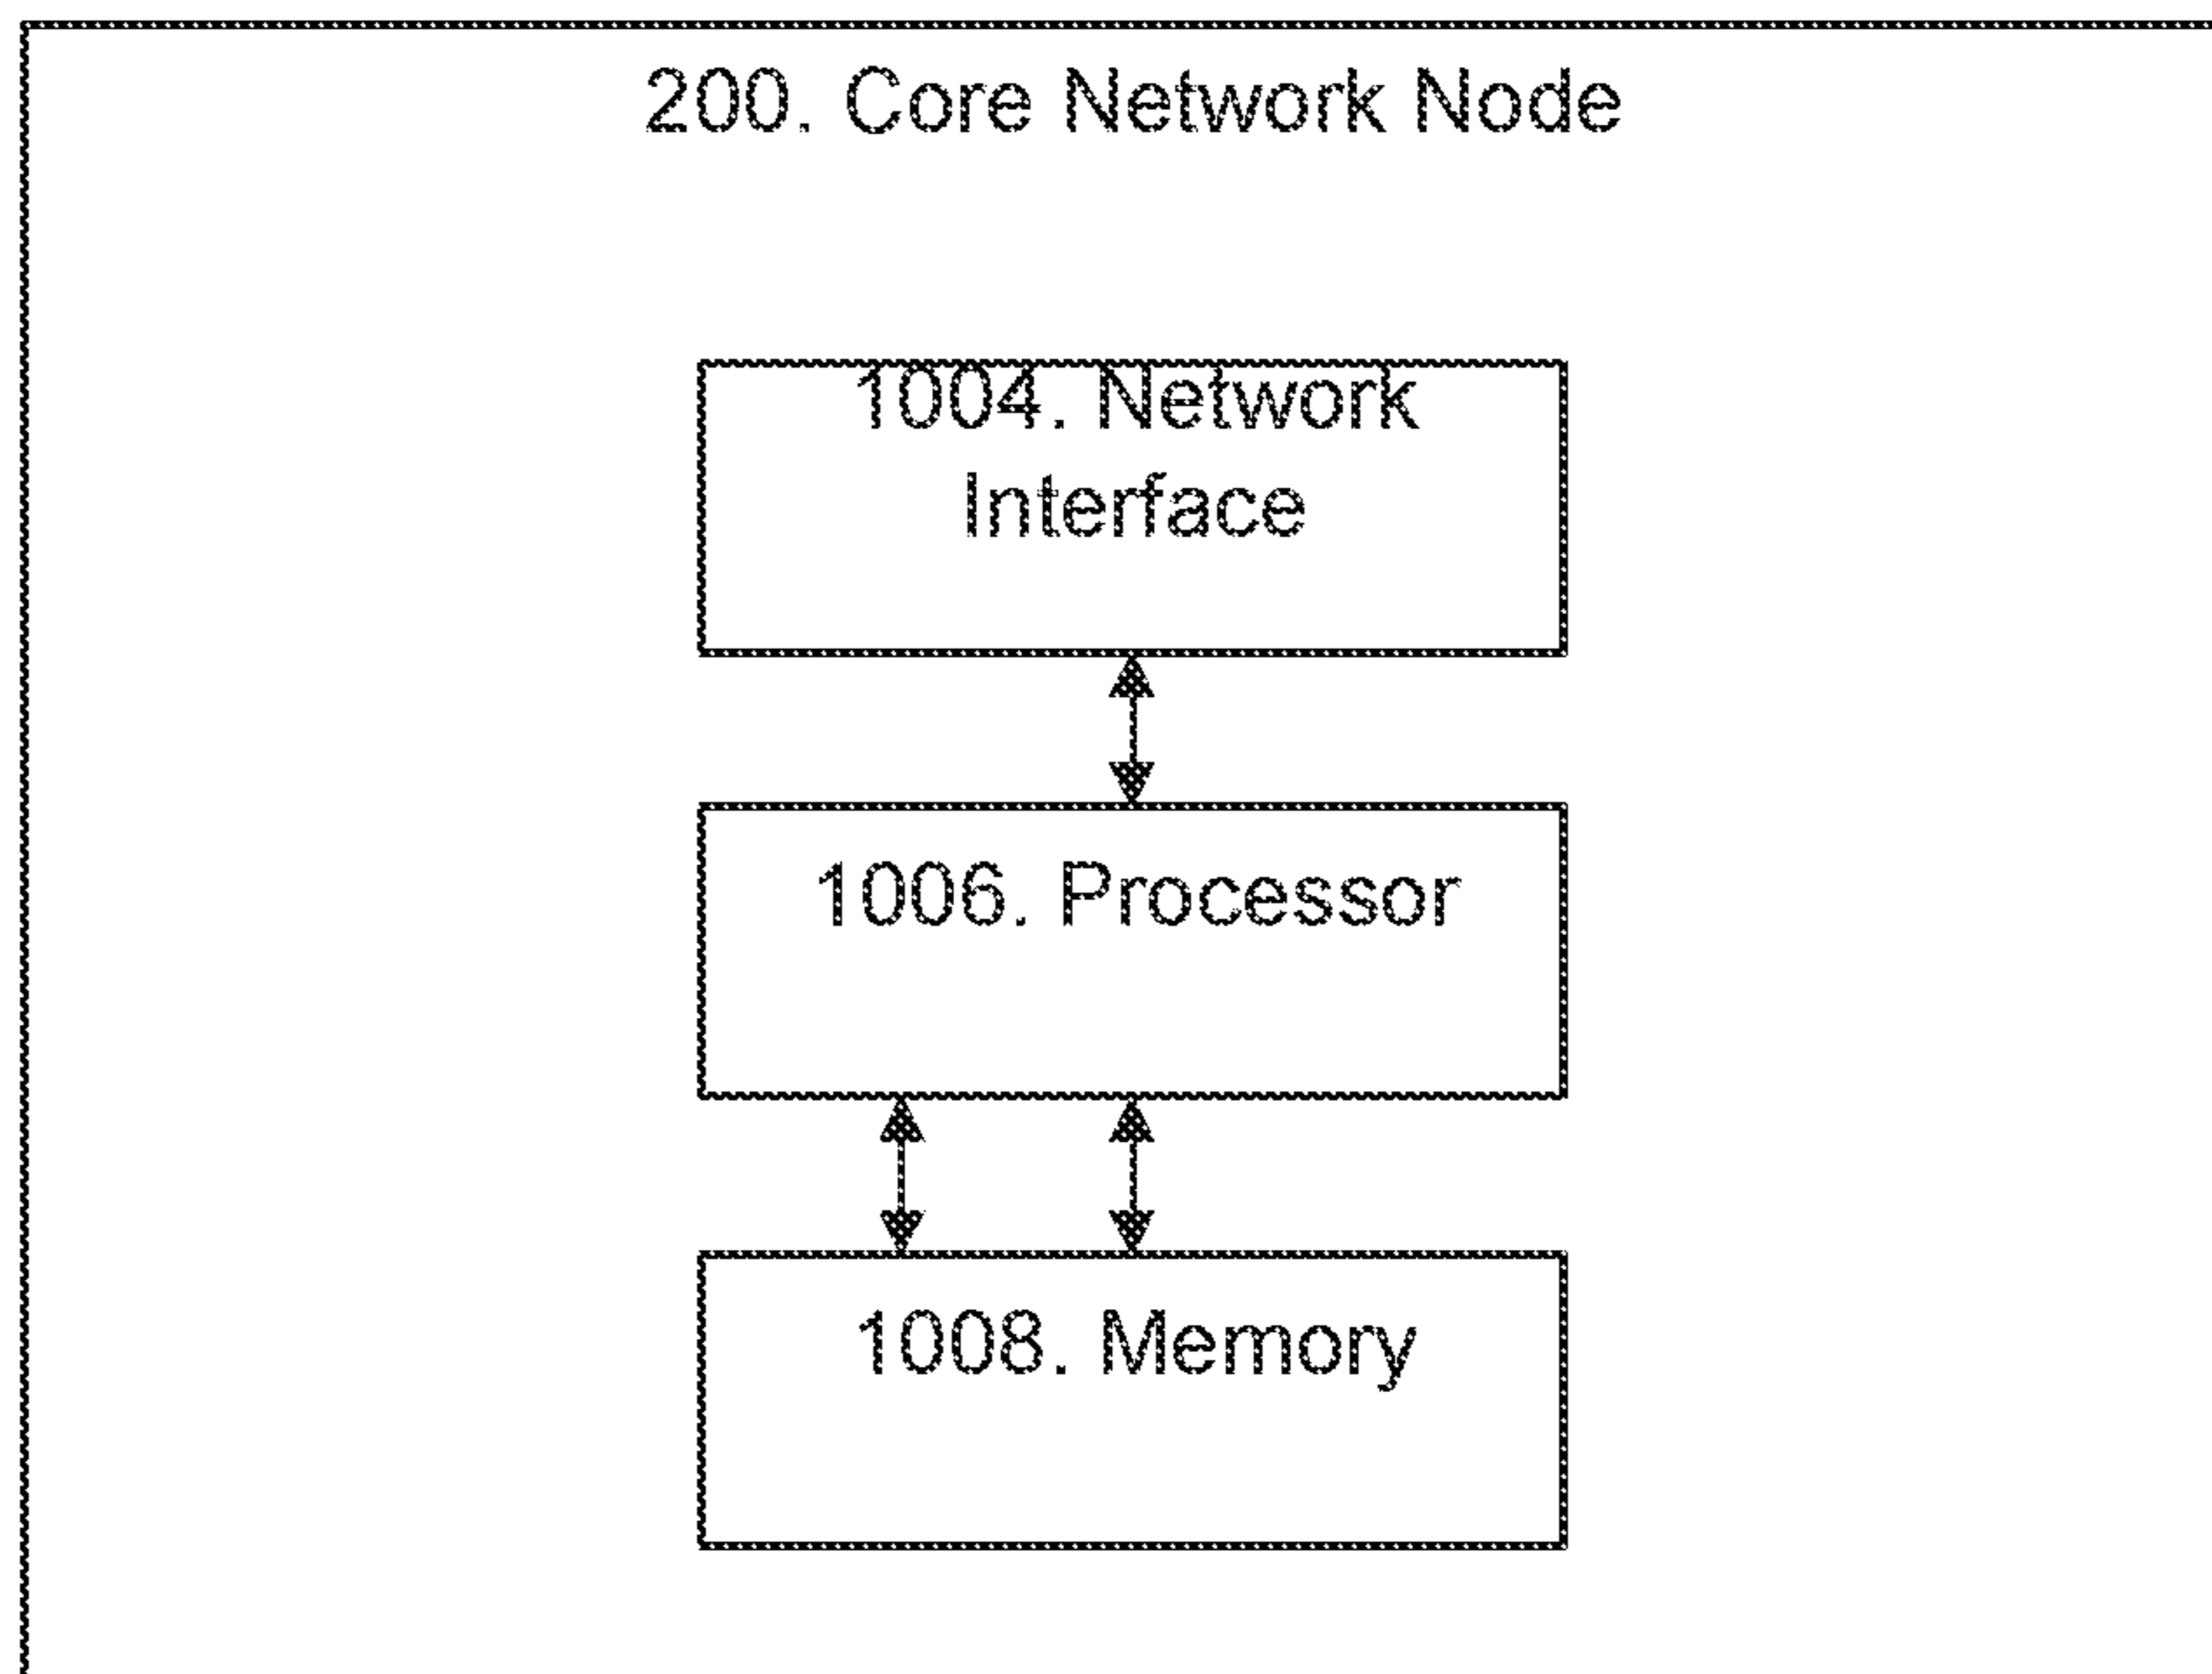 200. Core Network Node
1004. Network
Interface
1006. Processor
1008. Memory